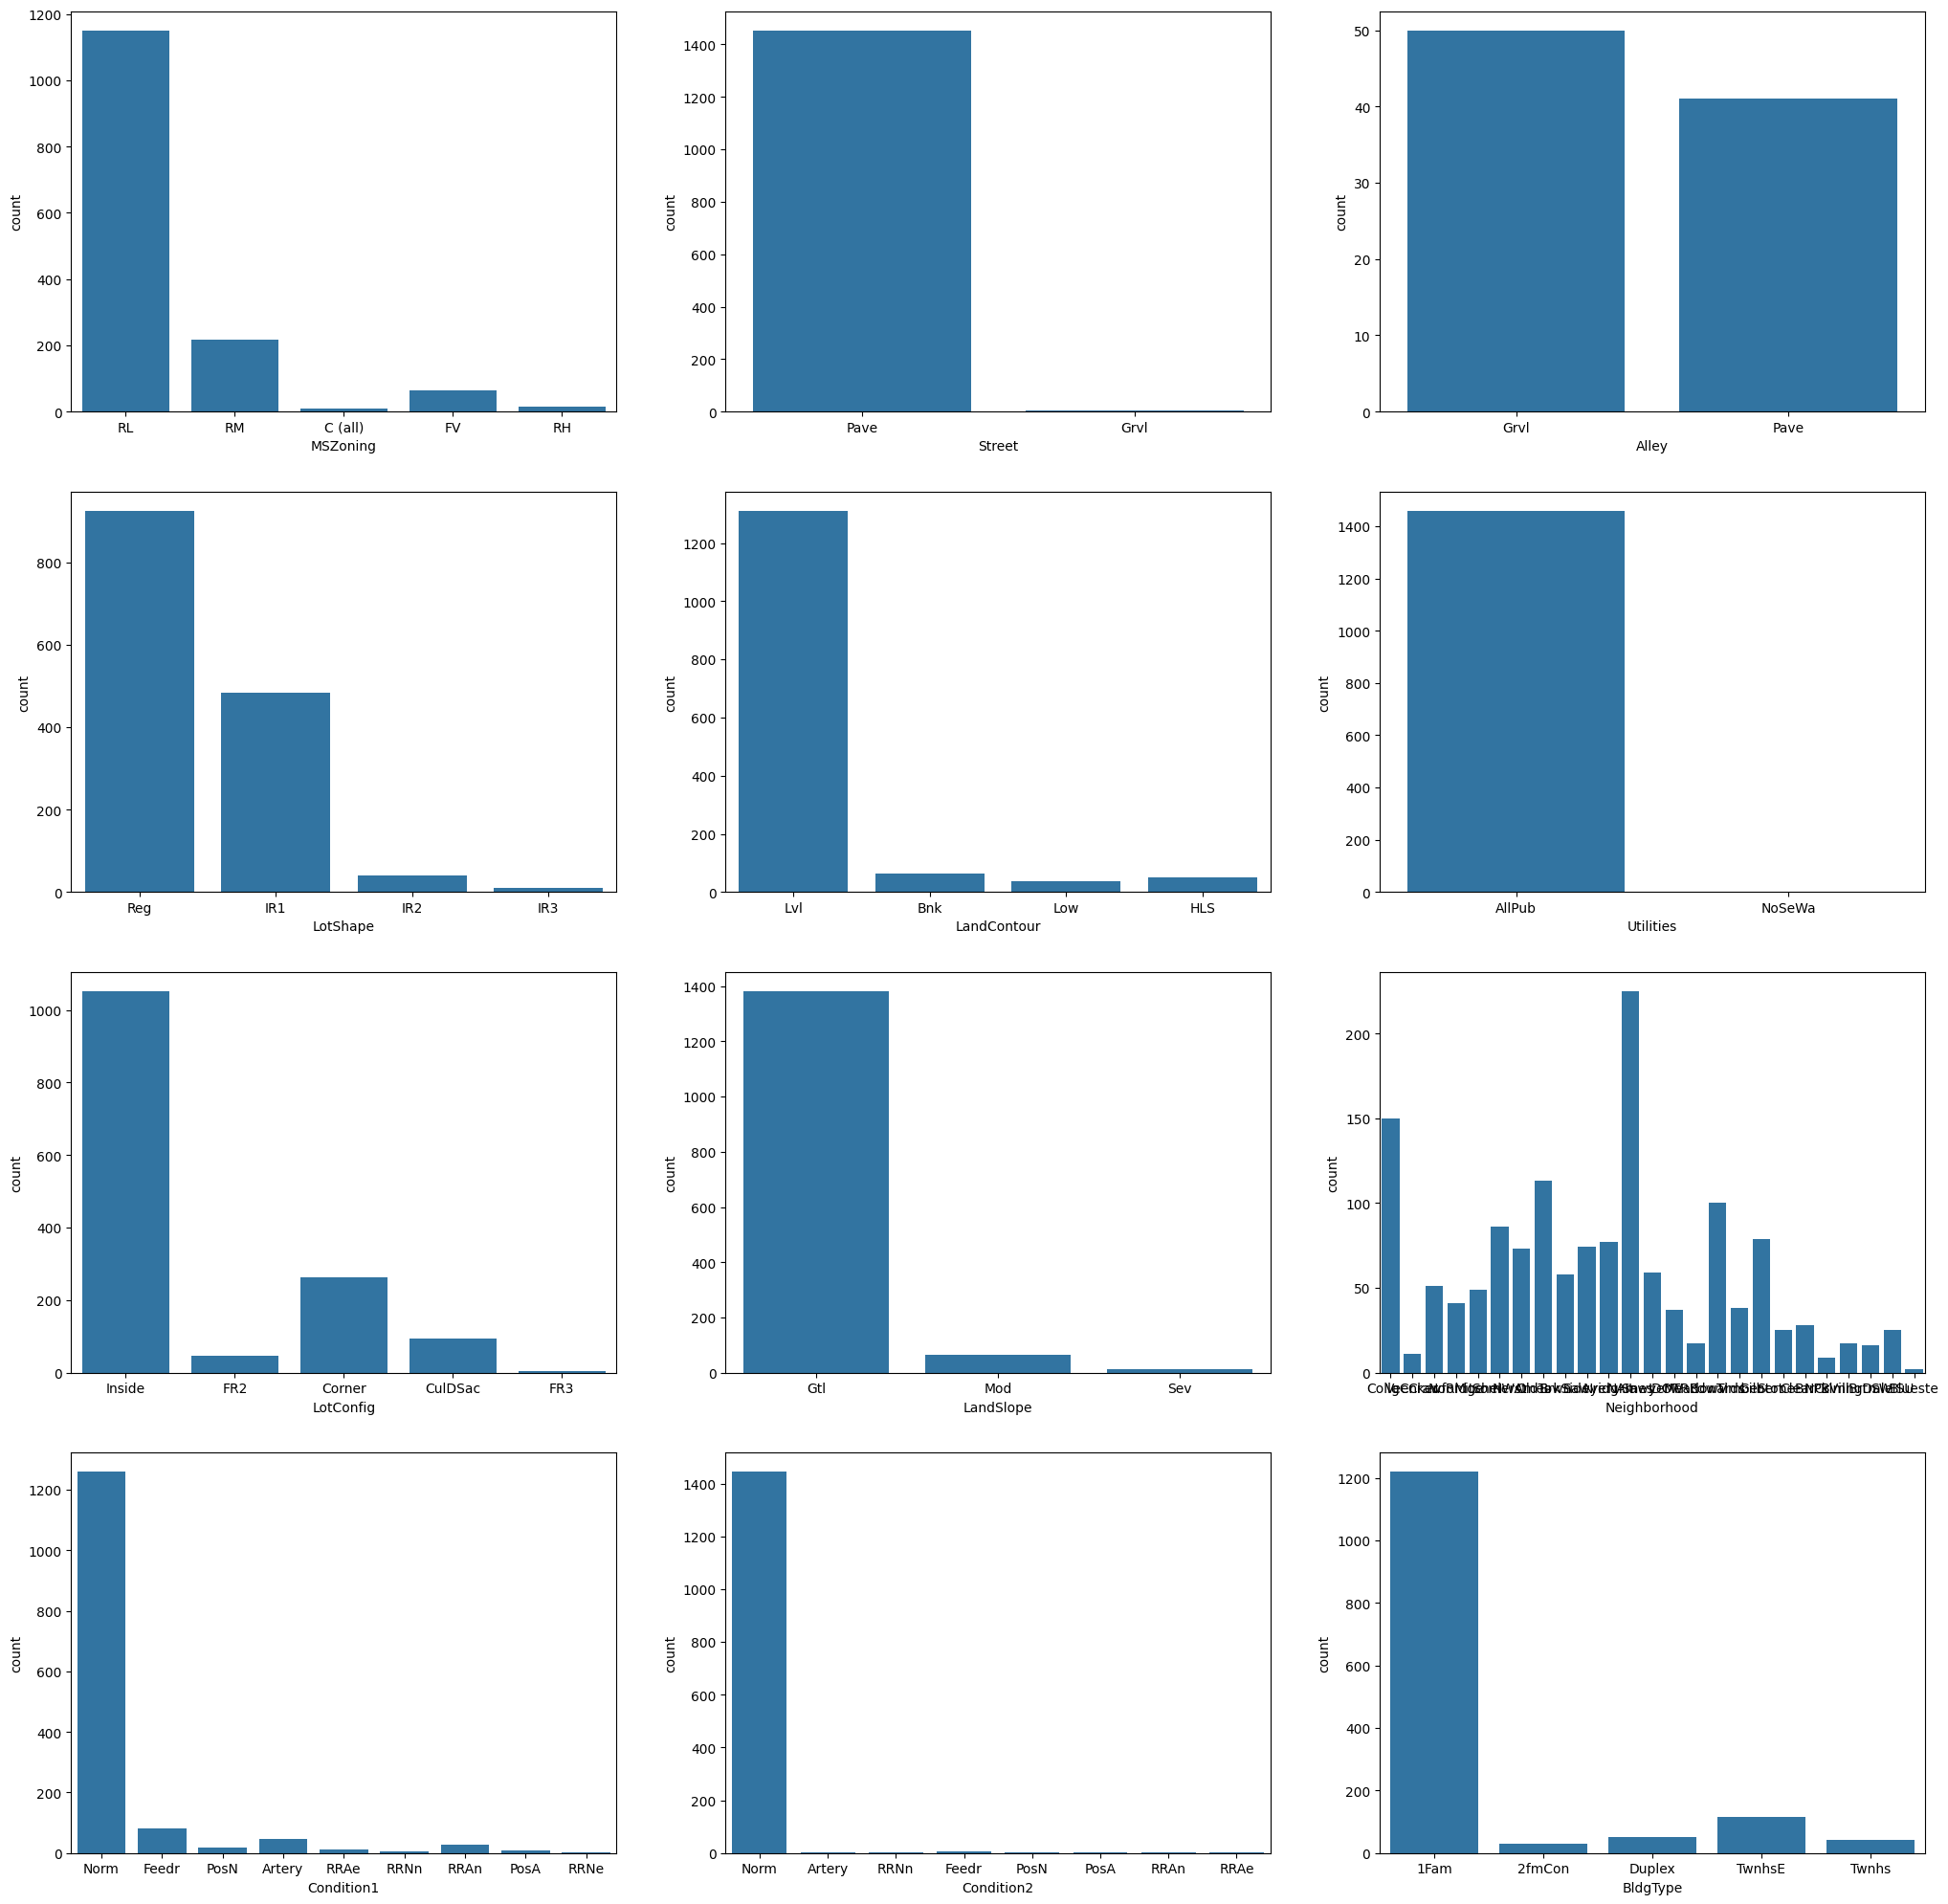 1200
1000
800
600
400
200
0
count
RL RM C (all) FV RH
MSZoning
1400
1200
1000
800
600
400
200
0
count
Pave Grvl
Street
50
40
30
20
10
0
count
Grvl Pave
Alley
800
600
400
200
0
count
Reg IR1 IR2 IR3
LotShape
1200
1000
800
600
400
200
0
count
Lvl Bnk Low HLS
LandContour
1400
1200
1000
800
600
400
200
0
count
AllPub NoSeWa
Utilities
1000
800
600
400
200
0
count
Inside FR2 Corner CulDSac FR3
LotConfig
1400
1200
1000
800
600
400
200
0
count
Gtl Mod Sev
LandSlope
200
150
100
50
0
count
Neighborhood
1200
1000
800
600
400
200
0
count
Norm Feedr PosN Artery RRAe RRNn RRAn PosA RRNe
Condition1
1400
1200
1000
800
600
400
200
0
count
Norm Artery RRNn Feedr PosN PosA RRAn RRAe
Condition2
1200
1000
800
600
400
200
0
count
1Fam 2fmCon Duplex TwnhsE Twnhs
BldgType